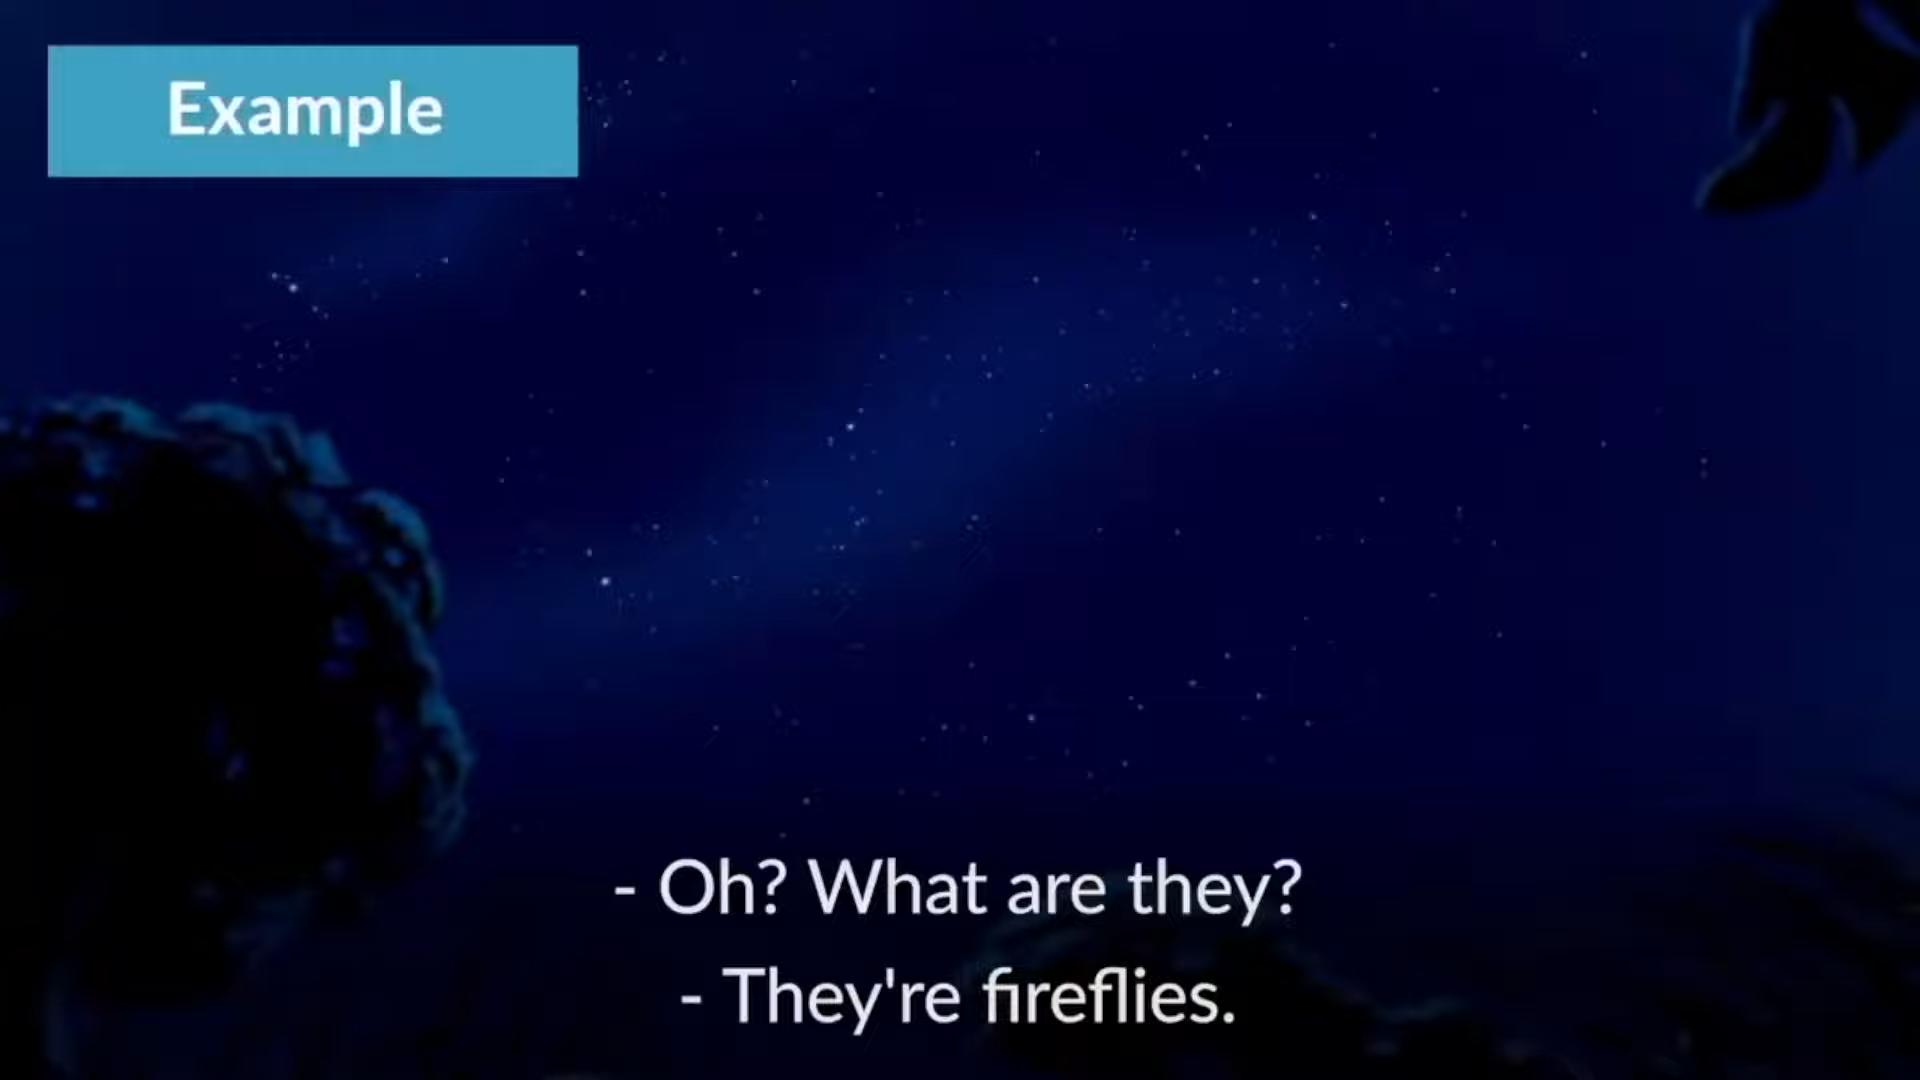 Example
- Oh? What are they?
- They're fireflies.